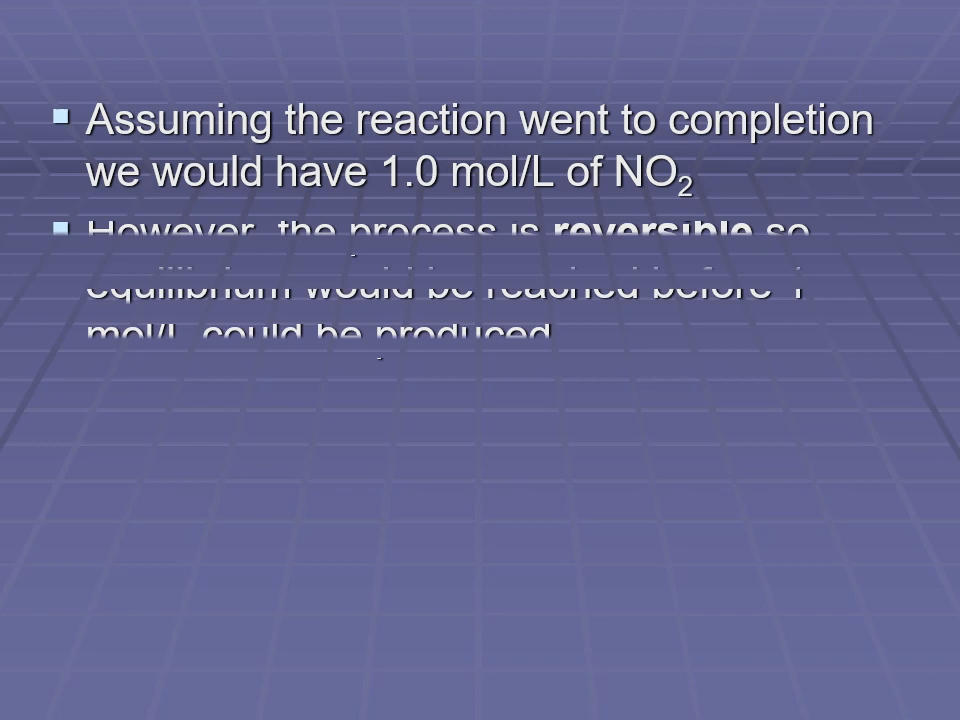 Assuming the reaction went to completion
we would have 1.0 mol/L of NO₂
However, the process is reversible so
equilibrium would be reached before 1
mol/L could be produced